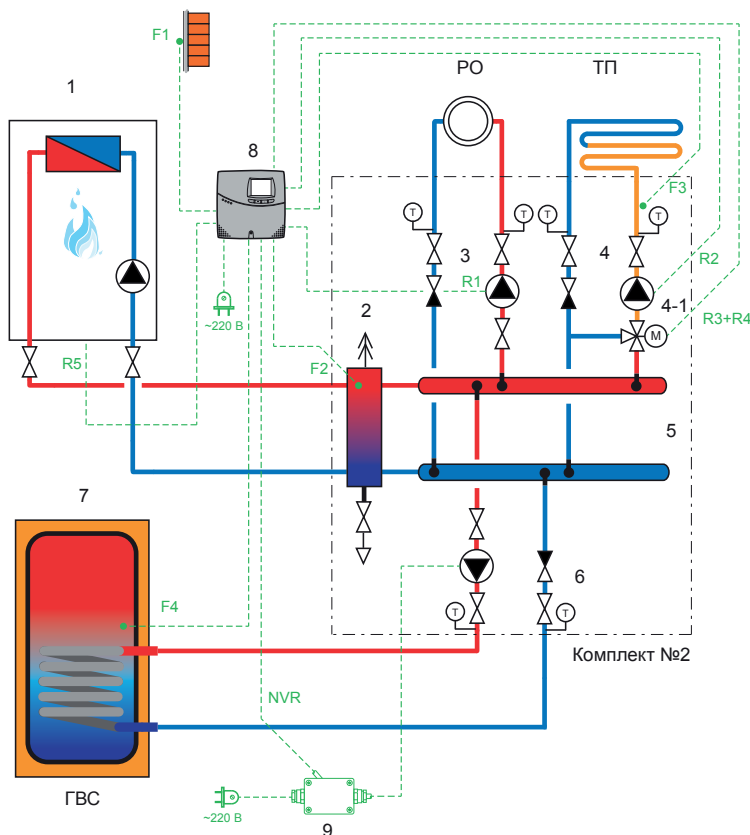 F1
РО
ТП
1
8
F3
T
T
T
T
3
4
R2
~220 В
2
R1
4-1
R3+R4
M
R5
F2
5
7
6
F4
T
T
Комплект №2
NVR
~220 В
ГВС
9